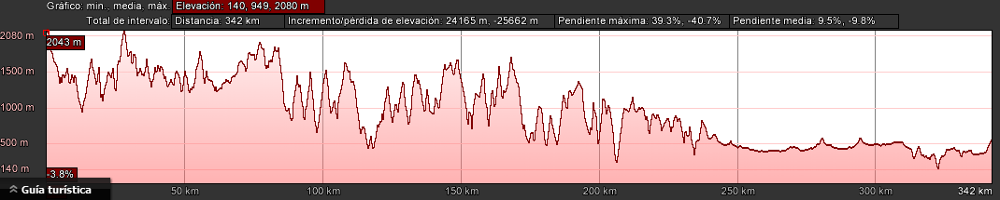 Gráfico: min., media, máx. Elevación: 140, 949, 2080 m
Total de intervalo: Distancia: 342 km Incremento/pérdida de elevación: 24165 m, -25662 m Pendiente máxima: 39.3%, -40.7% Pendiente media: 9.5%, -9.8%
2080 m
2043 m
1500 m
1000 m
500 m
140 m
-3.8%
Guía turística
50 km 100 km 150 km 200 km 250 km 300 km 342 km